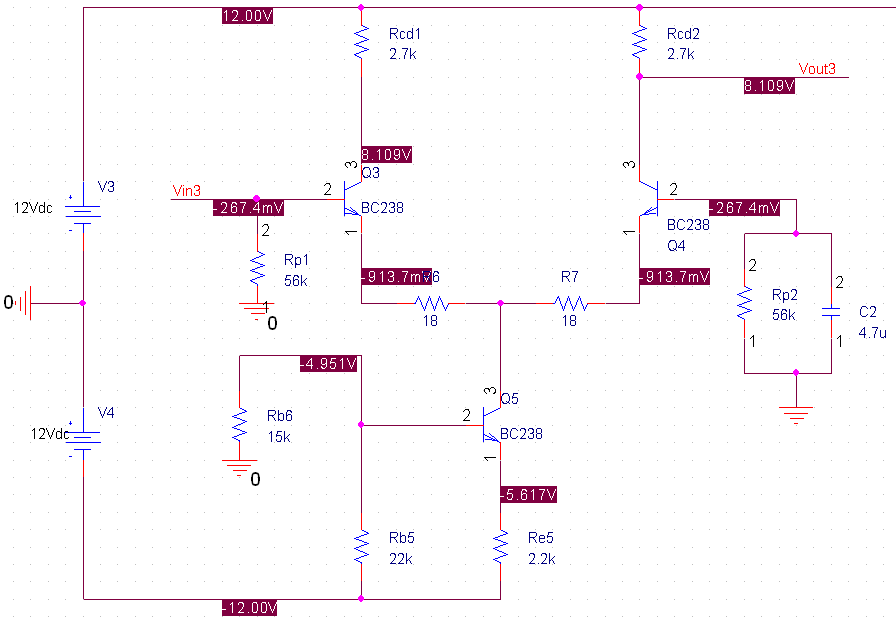 12.00V
Rcd1
2.7k
Rcd2
2.7k
Vout3
8.109V
3
8.109V
Q3
3
V3
12Vdc
Vin3
2
-267.4mV
BC238
2
-267.4mV
BC238
Q4
2
1
1
Rp1
56k
-913.7mV
R7
-913.7mV
2
Rp2
56k
2
C2
4.7u
0
1
0
18
18
1
1
-4.951V
3
Q5
V4
12Vdc
Rb6
15k
2
BC238
1
0
-5.617V
Rb5
22k
Re5
2.2k
-12.00V